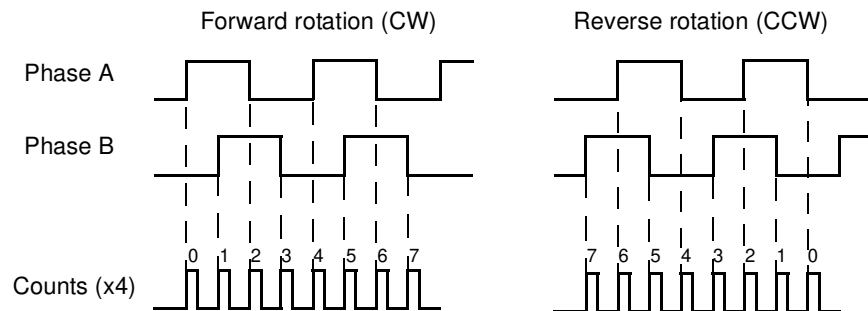 Forward rotation (CW)
Reverse rotation (CCW)
Phase A
Phase B
0 1 2 3 4 5 6 7
7 6 5 4 3 2 1 0
Counts (x4)